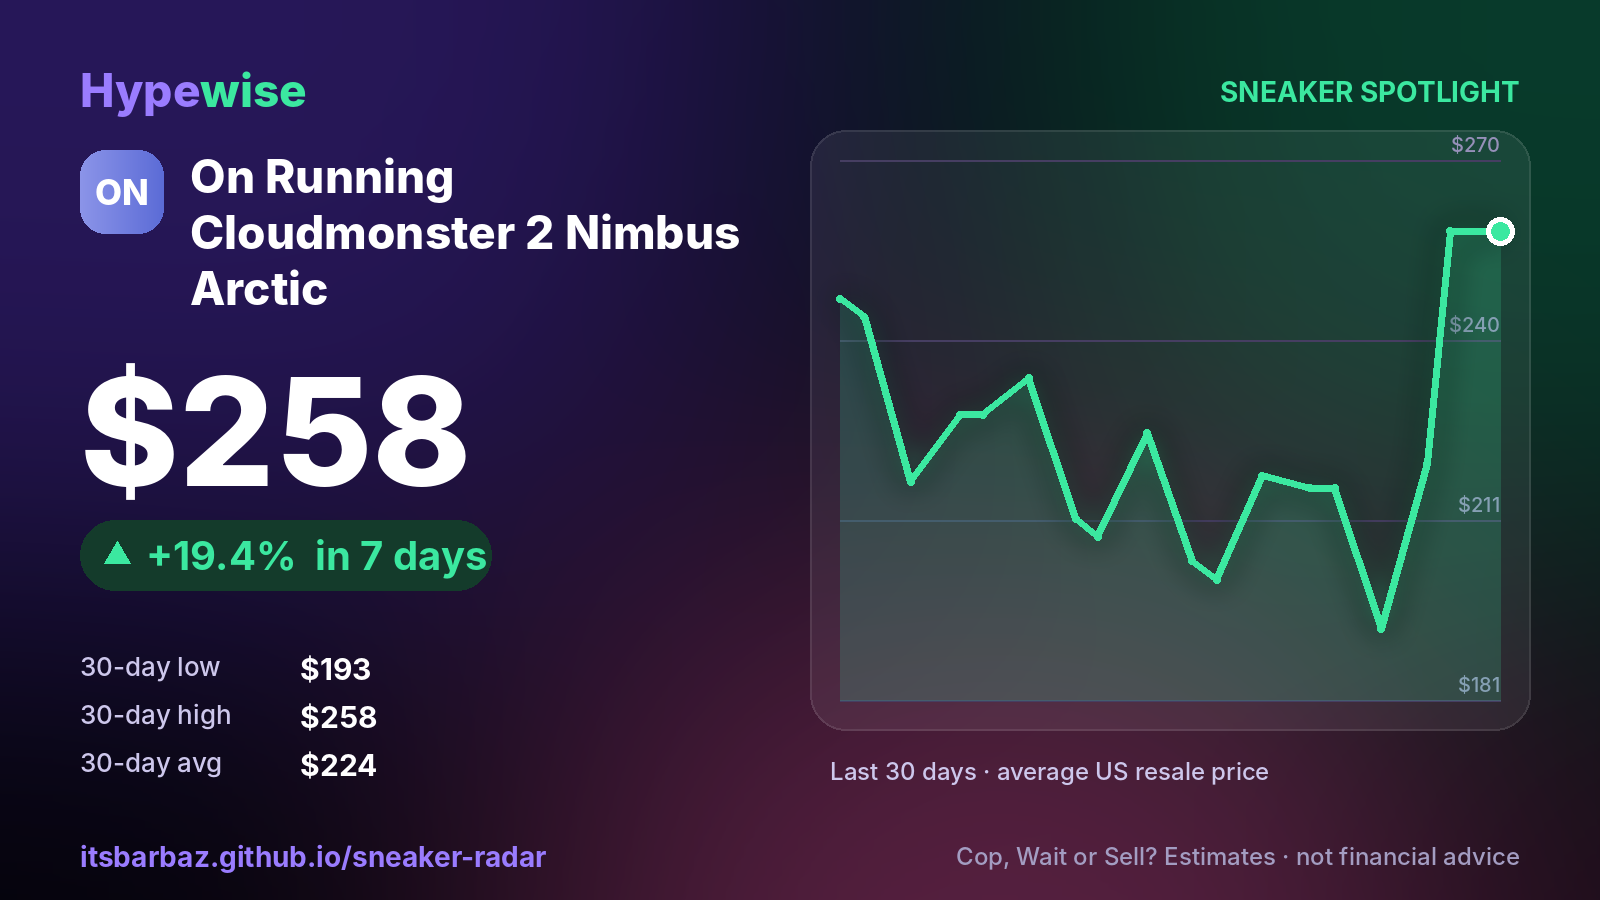 Hypewise
SNEAKER SPOTLIGHT
ON
On Running
Cloudmonster 2 Nimbus
Arctic
$258
▲ +19.4% in 7 days
30-day low $193
30-day high $258
30-day avg $224
$270
$240
$211
$181
Last 30 days · average US resale price
itsbarbaz.github.io/sneaker-radar
Cop, Wait or Sell? Estimates · not financial advice